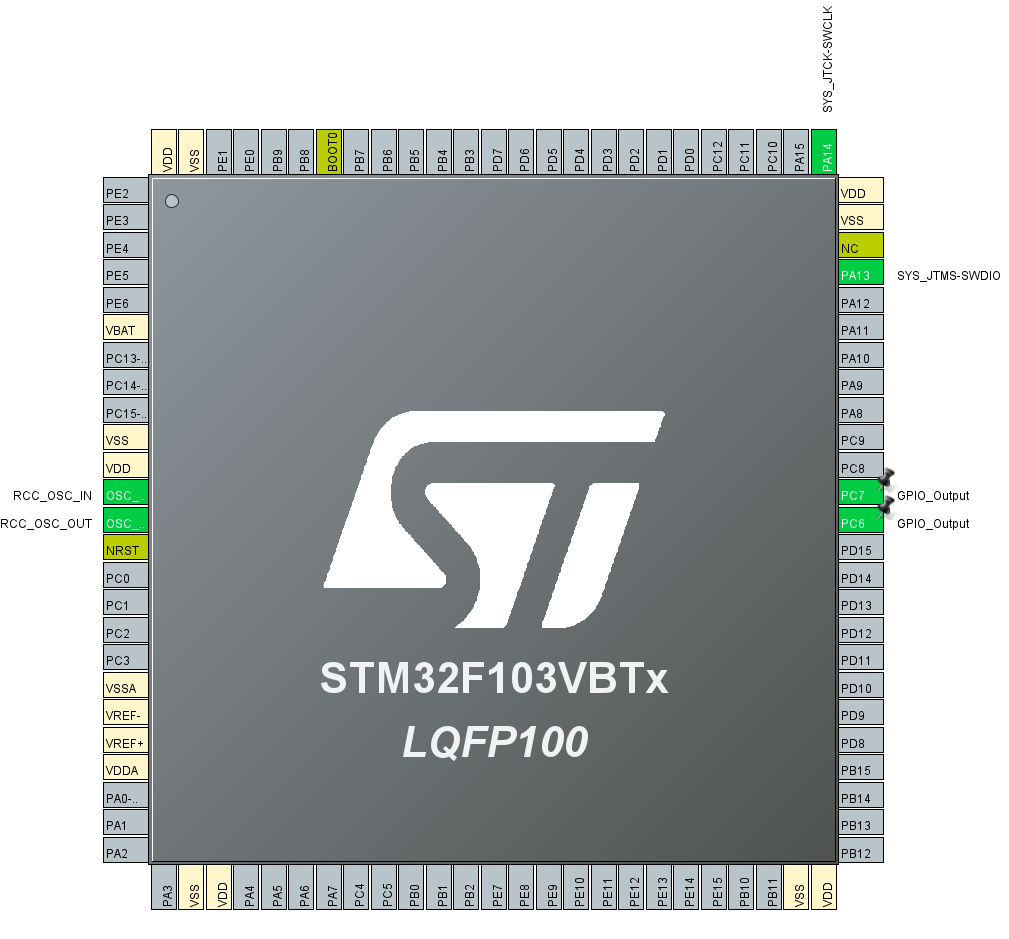 SYS_JTCK-SWCLK
VDD
VSS
PE1
PE0
PB9
PB8
BOOT0
PB7
PB6
PB5
PB4
PB3
PD7
PD6
PD5
PD4
PD3
PD2
PD1
PD0
PC12
PC11
PC10
PA15
PA14
PE2
PE3
PE4
PE5
PE6
VBAT
PC13-..
PC14-..
PC15-..
VSS
VDD
RCC_OSC_IN OSC_..
RCC_OSC_OUT OSC_..
NRST
PC0
PC1
PC2
PC3
VSSA
VREF-
VREF+
VDDA
PA0-..
PA1
PA2
STM32F103VBTx
LQFP100
VDD
VSS
NC
PA13 SYS_JTMS-SWDIO
PA12
PA11
PA10
PA9
PA8
PC9
PC8
PC7 GPIO_Output
PC6 GPIO_Output
PD15
PD14
PD13
PD12
PD11
PD10
PD9
PD8
PB15
PB14
PB13
PB12
PA3
VSS
VDD
PA4
PA5
PA6
PA7
PC4
PC5
PB0
PB1
PB2
PE7
PE8
PE9
PE10
PE11
PE12
PE13
PE14
PE15
PB10
PB11
VSS
VDD